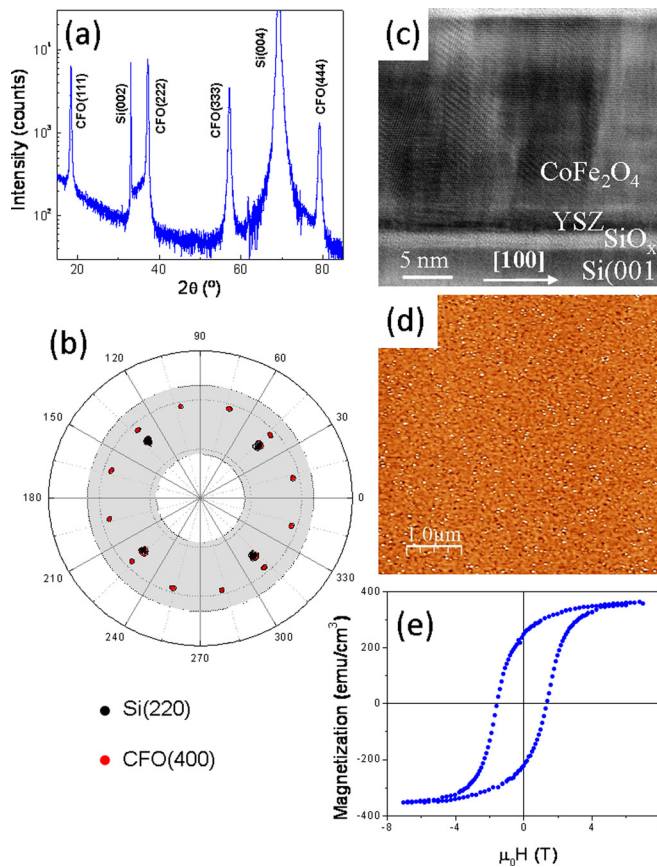 (a)
Intensity (counts)
10⁴
10³
10²
CFO(111)
Si(002)
CFO(222)
CFO(333)
Si(004)
CFO(444)
20 40 60 80
2θ (º)
(b)
90
120 60
150 30
180 0
210 330
240 300
270
● Si(220)
● CFO(400)
(c)
CoFe₂O₄
YSZ
SiOₓ
5 nm [100] Si(001
(d)
1.0µm
(e)
Magnetization (emu/cm³)
400
200
0
-200
-400
-8 -4 0 4
µ₀H (T)